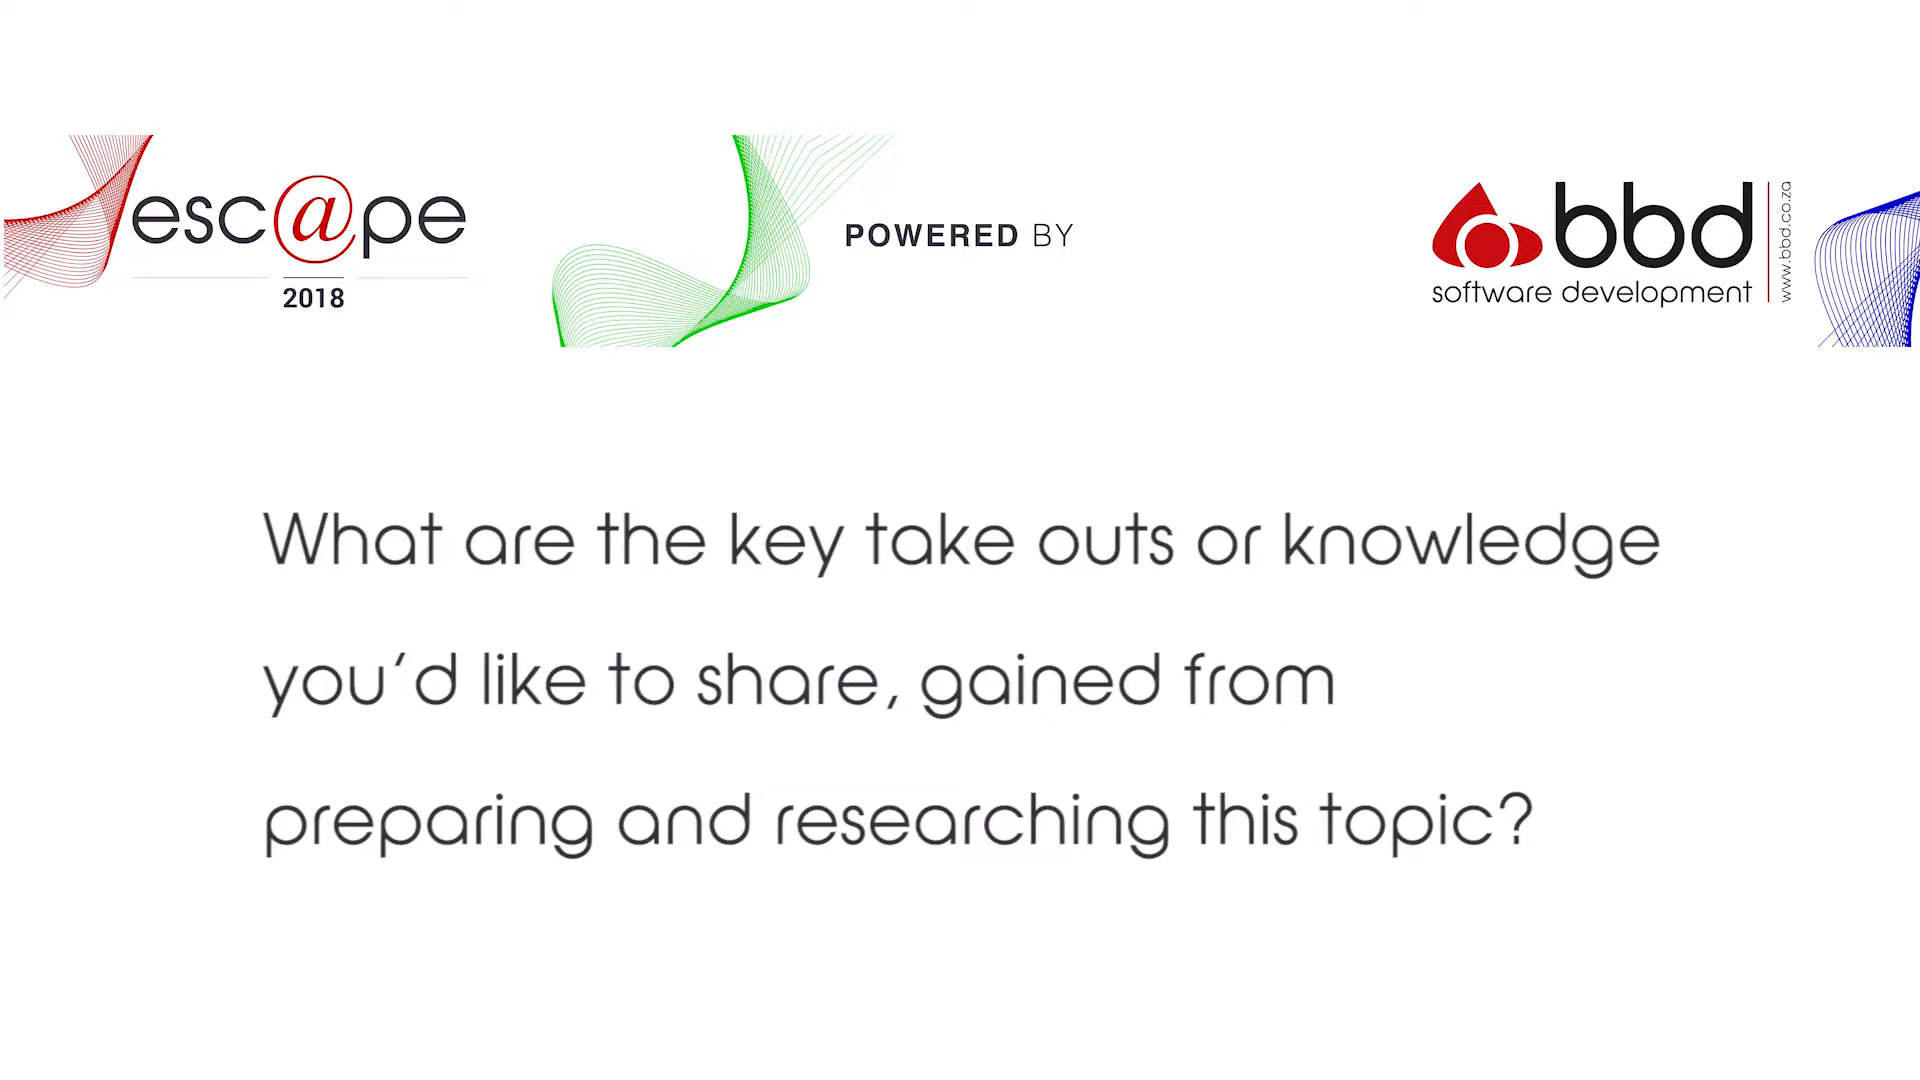 esc@pe
2018
POWERED BY
bbd
software development
www.bbd.co.za
What are the key take outs or knowledge
you'd like to share, gained from
preparing and researching this topic?